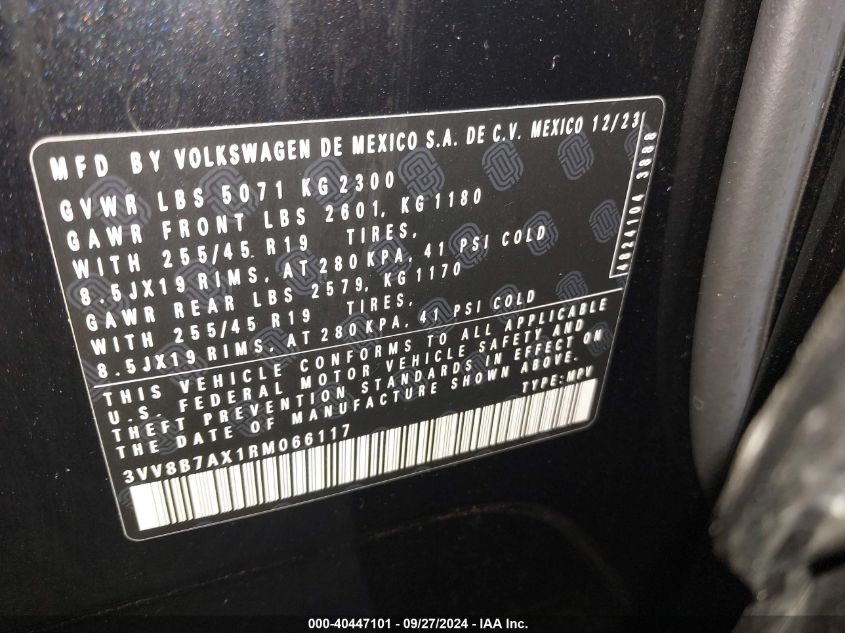 MFD BY VOLKSWAGEN DE MEXICO S.A. DE C.V. MEXICO 12/23
GVWR LBS 5071 KG 2300
GAWR FRONT LBS 2601, KG 1180
WITH 255/45 R19 TIRES,
8.5JX19 RIMS, AT 280 KPA, 41 PSI COLD
GAWR REAR LBS 2579, KG 1170
WITH 255/45 R19 TIRES,
8.5JX19 RIMS, AT 280 KPA, 41 PSI COLD
THIS VEHICLE CONFORMS TO ALL APPLICABLE
U.S. FEDERAL MOTOR VEHICLE SAFETY AND
THEFT PREVENTION STANDARDS IN EFFECT ON
THE DATE OF MANUFACTURE SHOWN ABOVE.
3VV8B7AX1RM066117 TYPE:MPV
4024104 3888
000-40447101 - 09/27/2024 - IAA Inc.